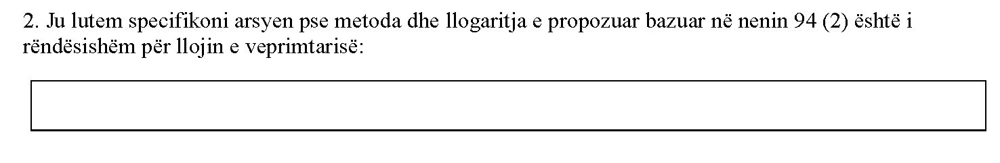 2. Ju lutem specifikoni arsyen pse metoda dhe llogaritja e propozuar bazuar në nenin 94 (2) është i
rëndësishëm për llojin e veprimtarisë: